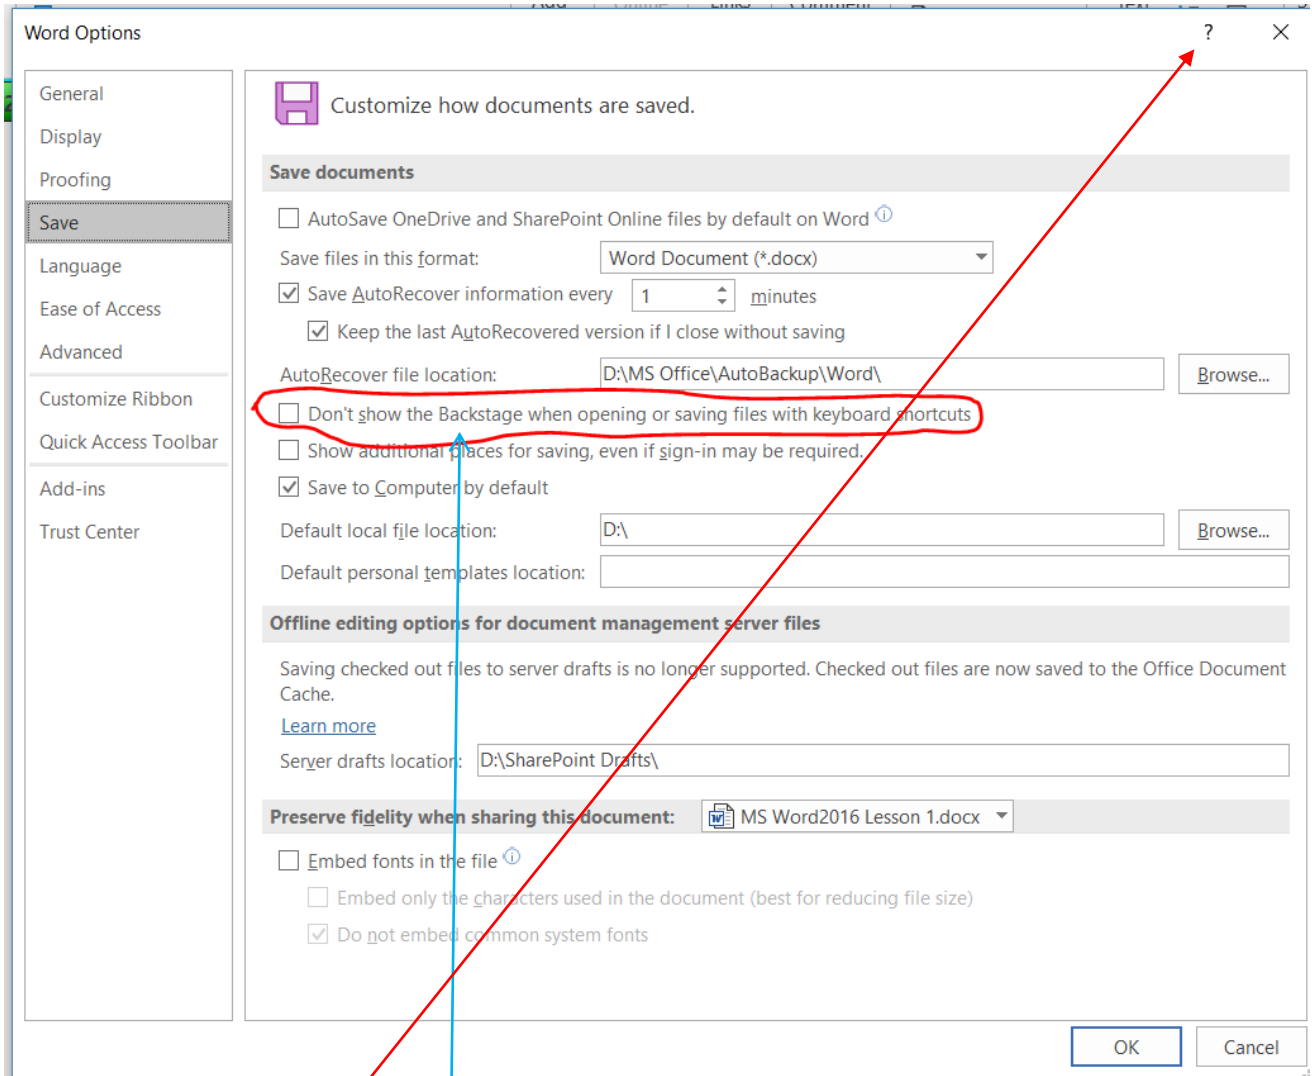 Word Options
?
General
Display
Proofing
Save
Language
Ease of Access
Advanced
Customize Ribbon
Quick Access Toolbar
Add-ins
Trust Center
Customize how documents are saved.
Save documents
AutoSave OneDrive and SharePoint Online files by default on Word
Save files in this format: Word Document (*.docx)
Save AutoRecover information every 1 minutes
Keep the last AutoRecovered version if I close without saving
AutoRecover file location: D:\MS Office\AutoBackup\Word\ Browse...
Don't show the Backstage when opening or saving files with keyboard shortcuts
Show additional places for saving, even if sign-in may be required.
Save to Computer by default
Default local file location: D:\ Browse...
Default personal templates location:
Offline editing options for document management server files
Saving checked out files to server drafts is no longer supported. Checked out files are now saved to the Office Document
Cache.
Learn more
Server drafts location: D:\SharePoint Drafts\
Preserve fidelity when sharing this document: MS Word2016 Lesson 1.docx
Embed fonts in the file
Embed only the characters used in the document (best for reducing file size)
Do not embed common system fonts
OK Cancel